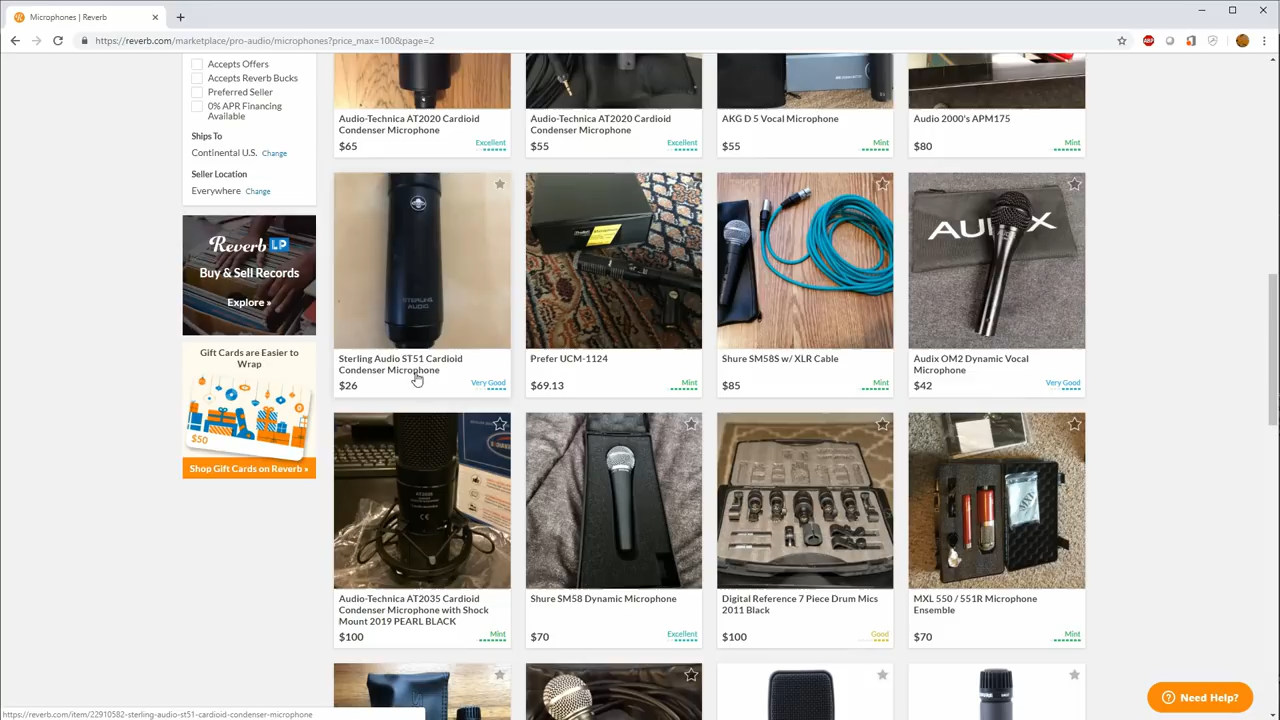 Microphones | Reverb
https://reverb.com/marketplace/pro-audio/microphones?price_max=100&page=2
ABP
Accepts Offers
Accepts Reverb Bucks
Preferred Seller
0% APR Financing
Available
Ships To
Continental U.S. Change
Seller Location
Everywhere Change
Reverb LP
Buy & Sell Records
Explore »
Gift Cards are Easier to
Wrap
$50
Shop Gift Cards on Reverb »
Audio-Technica AT2020 Cardioid
Condenser Microphone
$65
Excellent
Audio-Technica AT2020 Cardioid
Condenser Microphone
$55
Excellent
AKG D 5 Vocal Microphone
$55
Mint
Audio 2000's APM175
$80
Mint
STERLING
AUDIO
Sterling Audio ST51 Cardioid
Condenser Microphone
$26
Very Good
Prefer UCM-1124
$69.13
Mint
Shure SM58S w/ XLR Cable
$85
Mint
AUDIX
Audix OM2 Dynamic Vocal
Microphone
$42
Very Good
AT2035
Audio-Technica AT2035 Cardioid
Condenser Microphone with Shock
Mount 2019 PEARL BLACK
$100
Mint
Shure SM58 Dynamic Microphone
$70
Excellent
Digital Reference 7 Piece Drum Mics
2011 Black
$100
Good
MXL
MXL 550 / 551R Microphone
Ensemble
$70
Mint
Need Help?
https://reverb.com/item/22910582-sterling-audio-st51-cardioid-condenser-microphone